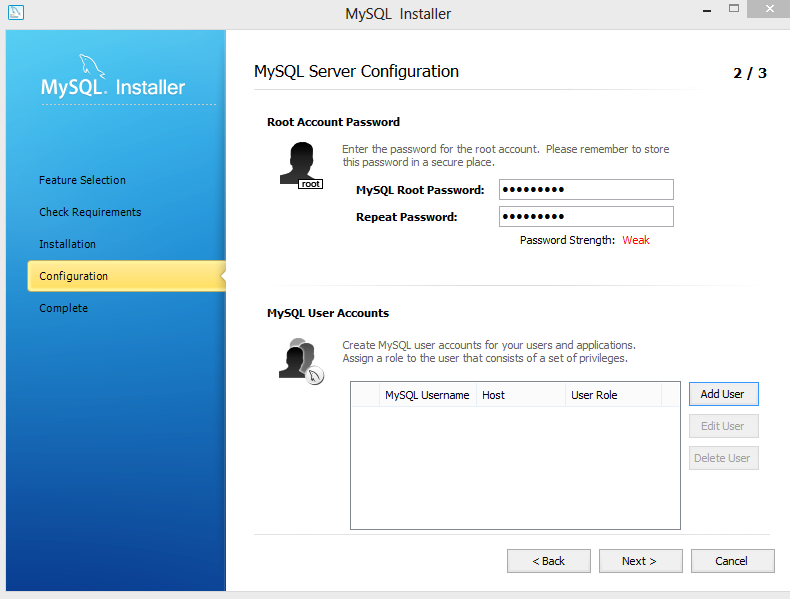 MySQL Installer
MySQL Installer
Feature Selection
Check Requirements
Installation
Configuration
Complete
MySQL Server Configuration
2 / 3
Root Account Password
root
Enter the password for the root account. Please remember to store
this password in a secure place.
MySQL Root Password: •••••••••
Repeat Password: •••••••••
Password Strength: Weak
MySQL User Accounts
Create MySQL user accounts for your users and applications.
Assign a role to the user that consists of a set of privileges.
MySQL Username Host User Role
Add User
Edit User
Delete User
< Back Next > Cancel